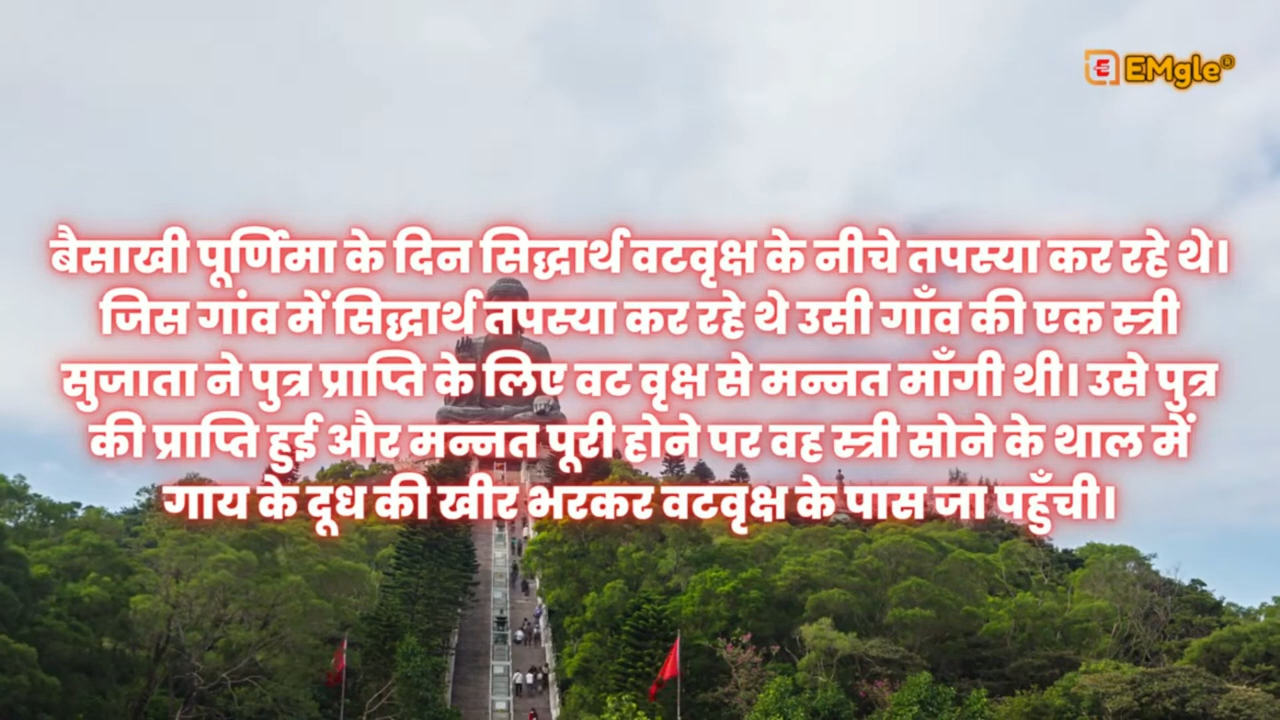 EMgle®
बैसाखी पूर्णिमा के दिन सिद्धार्थ वटवृक्ष के नीचे तपस्या कर रहे थे।
जिस गांव में सिद्धार्थ तपस्या कर रहे थे उसी गाँव की एक स्त्री
सुजाता ने पुत्र प्राप्ति के लिए वट वृक्ष से मन्नत माँगी थी। उसे पुत्र
की प्राप्ति हुई और मन्नत पूरी होने पर वह स्त्री सोने के थाल में
गाय के दूध की खीर भरकर वटवृक्ष के पास जा पहुँची।